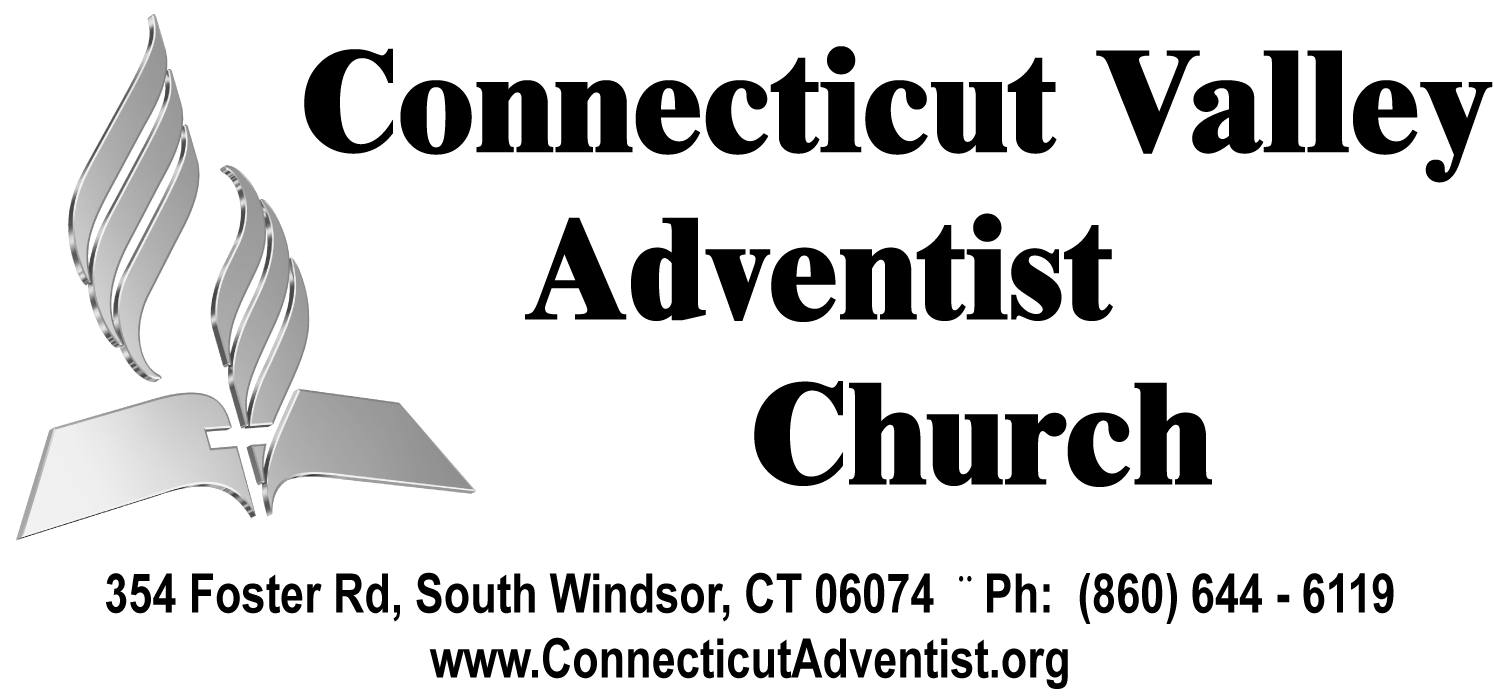 Connecticut Valley
Adventist
Church
354 Foster Rd, South Windsor, CT 06074 ¨ Ph: (860) 644 - 6119
www.ConnecticutAdventist.org